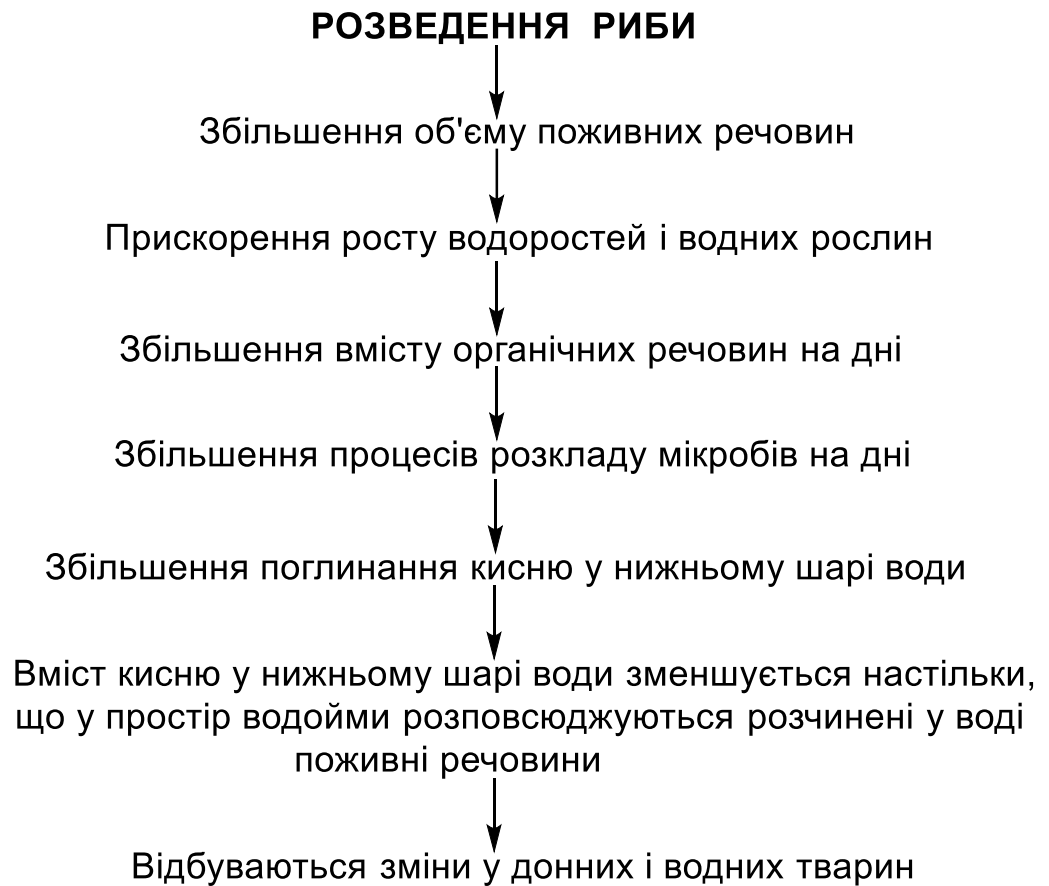 РОЗВЕДЕННЯ РИБИ
Збільшення об'єму поживних речовин
Прискорення росту водоростей і водних рослин
Збільшення вмісту органічних речовин на дні
Збільшення процесів розкладу мікробів на дні
Збільшення поглинання кисню у нижньому шарі води
Вміст кисню у нижньому шарі води зменшується настільки,
що у простір водойми розповсюджуються розчинені у воді
поживні речовини
Відбуваються зміни у донних і водних тварин